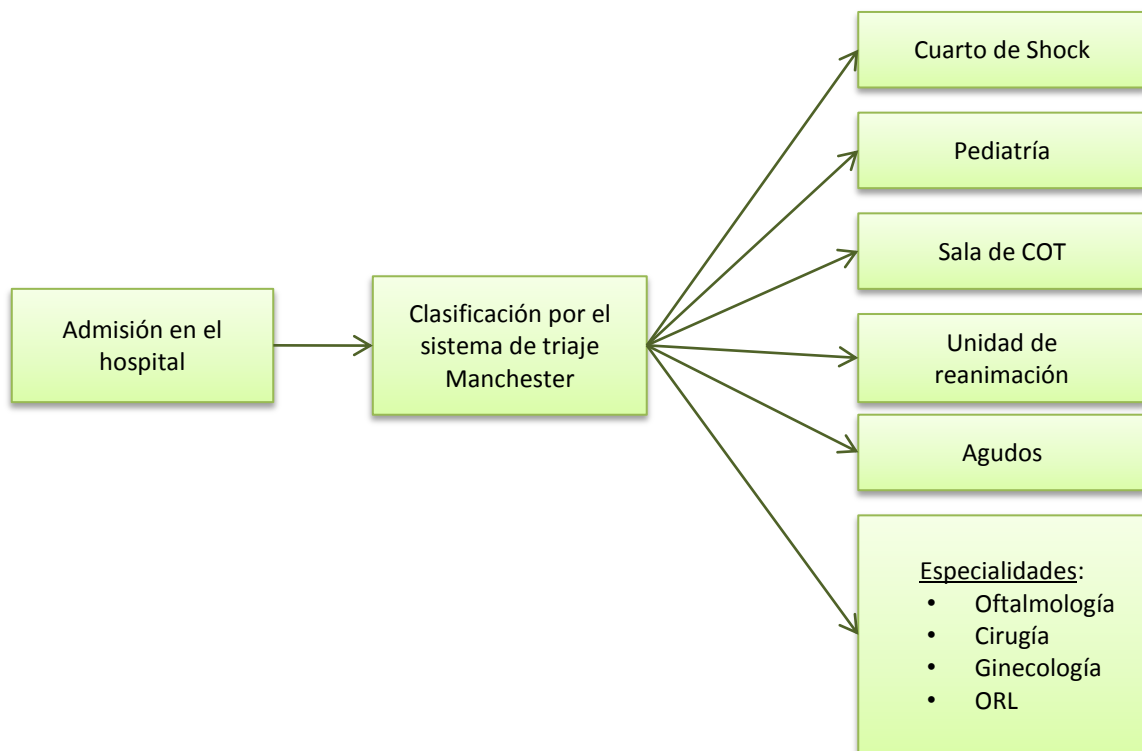 Admisión en el
hospital
Clasificación por el
sistema de triaje
Manchester
Cuarto de Shock
Pediatría
Sala de COT
Unidad de
reanimación
Agudos
Especialidades:
• Oftalmología
• Cirugía
• Ginecología
• ORL